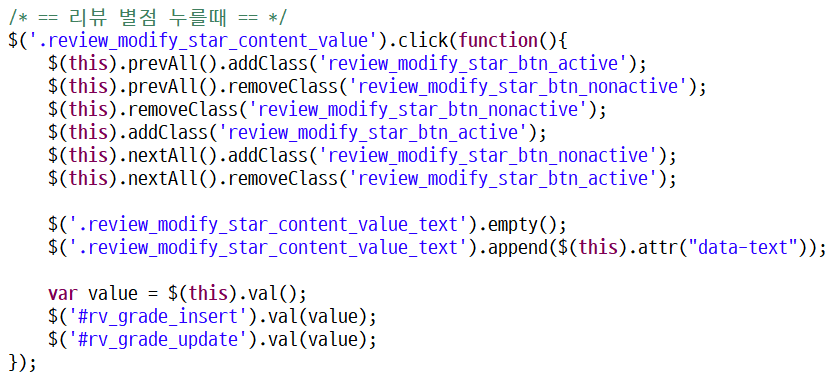 /* == 리뷰 별점 누를때 == */
$('.review_modify_star_content_value').click(function(){
    $(this).prevAll().addClass('review_modify_star_btn_active');
    $(this).prevAll().removeClass('review_modify_star_btn_nonactive');
    $(this).removeClass('review_modify_star_btn_nonactive');
    $(this).addClass('review_modify_star_btn_active');
    $(this).nextAll().addClass('review_modify_star_btn_nonactive');
    $(this).nextAll().removeClass('review_modify_star_btn_active');

    $('.review_modify_star_content_value_text').empty();
    $('.review_modify_star_content_value_text').append($(this).attr("data-text"));

    var value = $(this).val();
    $('#rv_grade_insert').val(value);
    $('#rv_grade_update').val(value);
});